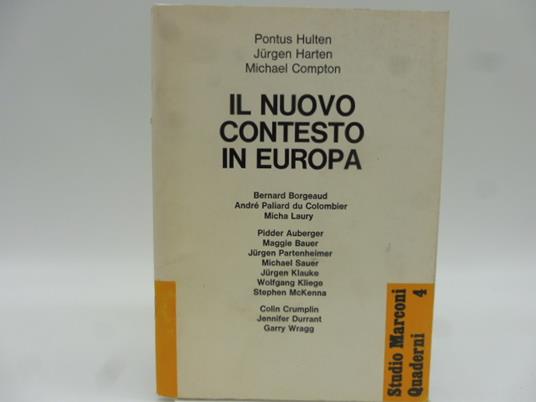 Pontus Hulten
Jürgen Harten
Michael Compton
IL NUOVO
CONTESTO
IN EUROPA
Bernard Borgeaud
André Paliard du Colombier
Micha Laury
Pidder Auberger
Maggie Bauer
Jürgen Partenheimer
Michael Sauer
Jürgen Klauke
Wolfgang Kliege
Stephen McKenna
Colin Crumplin
Jennifer Durrant
Garry Wragg
Studio Marconi
Quaderni 4